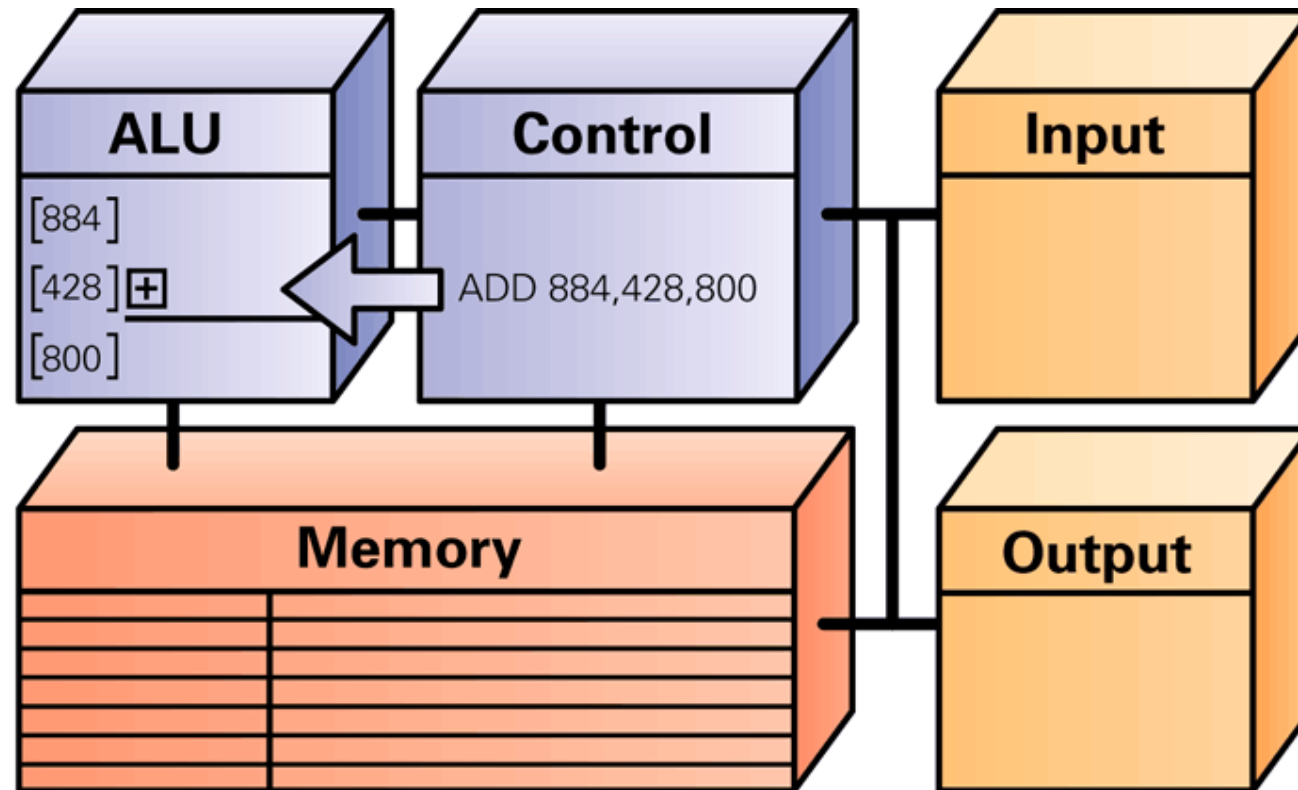 ALU
[884]
[428] +
[800]
Control
ADD 884,428,800
Input
Memory
Output